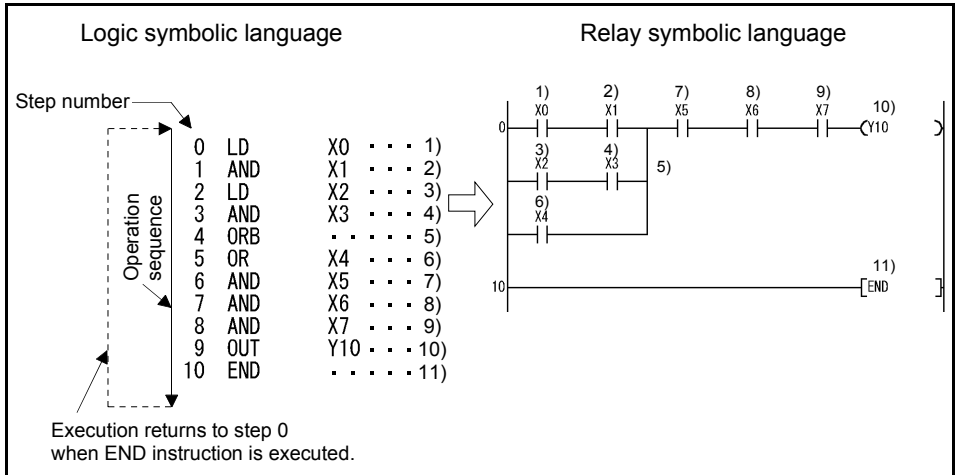 Logic symbolic language
Relay symbolic language
Step number
Operation
sequence
0 LD X0 · · · 1)
1 AND X1 · · · 2)
2 LD X2 · · · 3)
3 AND X3 · · · 4)
4 ORB · · · · · 5)
5 OR X4 · · · 6)
6 AND X5 · · · 7)
7 AND X6 · · · 8)
8 AND X7 · · · 9)
9 OUT Y10 · · · 10)
10 END · · · · · 11)
Execution returns to step 0
when END instruction is executed.
1) 2) 7) 8) 9)
X0 X1 X5 X6 X7 10)
0 (Y10 )
3) 4)
X2 X3 5)
6)
X4
11)
10 [END ]